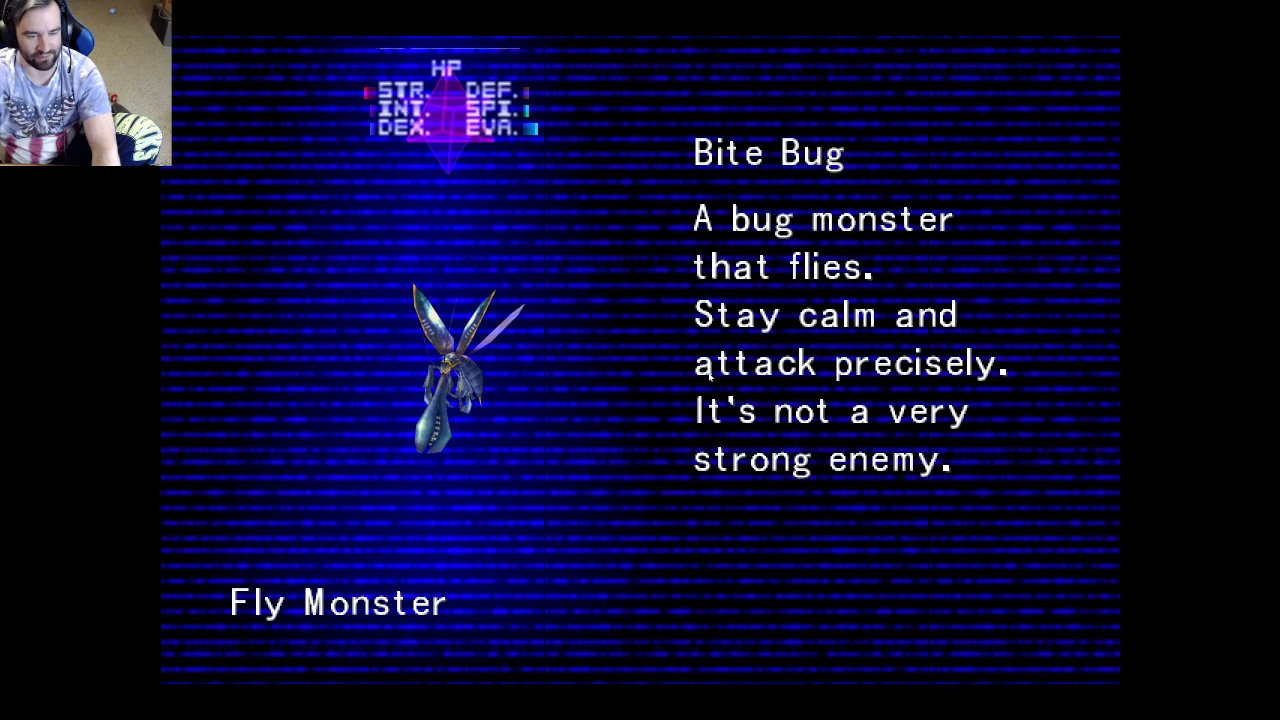 HP
STR. DEF.
INT. SPI.
DEX. EVA.
Bite Bug
A bug monster
that flies.
Stay calm and
attack precisely.
It's not a very
strong enemy.
Fly Monster